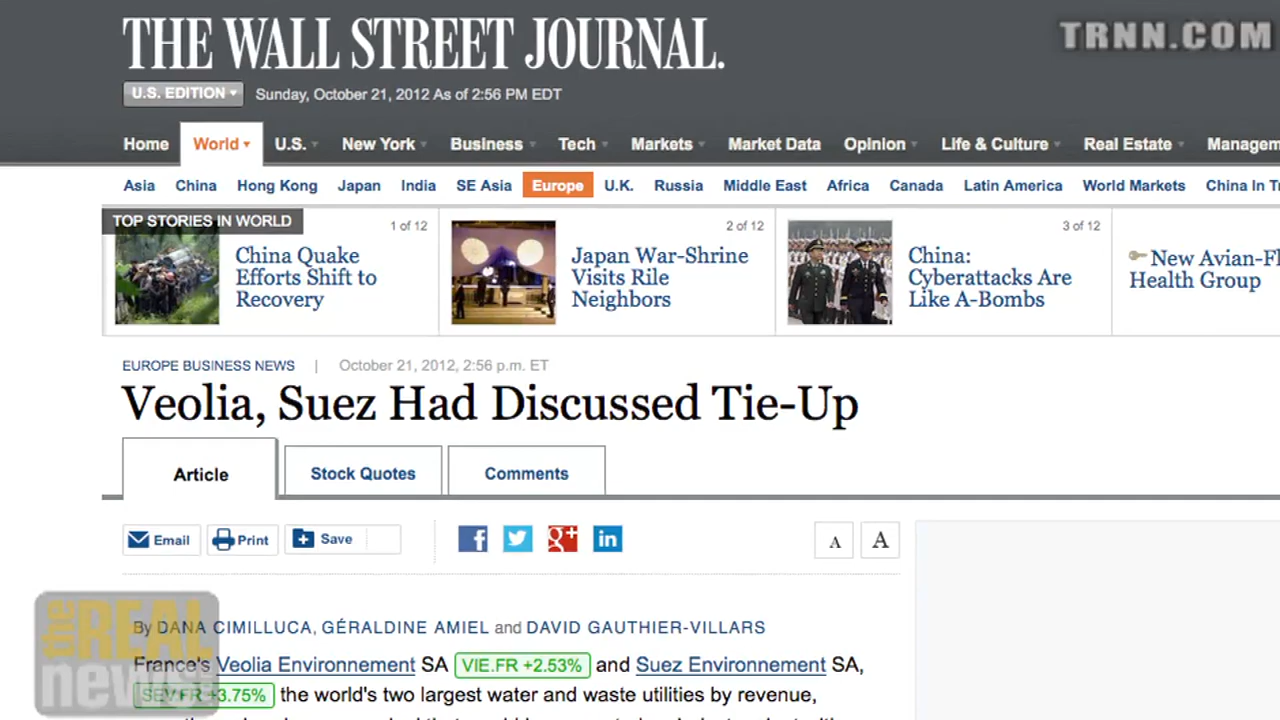 THE WALL STREET JOURNAL.
TRNN.COM
U.S. EDITION Sunday, October 21, 2012 As of 2:56 PM EDT
Home World U.S. New York Business Tech Markets Market Data Opinion Life & Culture Real Estate Managem
Asia China Hong Kong Japan India SE Asia Europe U.K. Russia Middle East Africa Canada Latin America World Markets China In T
TOP STORIES IN WORLD
1 of 12
China Quake
Efforts Shift to
Recovery
2 of 12
Japan War-Shrine
Visits Rile
Neighbors
3 of 12
China:
Cyberattacks Are
Like A-Bombs
New Avian-Fl
Health Group
EUROPE BUSINESS NEWS | October 21, 2012, 2:56 p.m. ET
Veolia, Suez Had Discussed Tie-Up
Article Stock Quotes Comments
Email Print Save f g+ in A A
By DANA CIMILLUCA, GÉRALDINE AMIEL and DAVID GAUTHIER-VILLARS
France's Veolia Environnement SA VIE.FR +2.53% and Suez Environnement SA,
SEV.FR +3.75% the world's two largest water and waste utilities by revenue,
the REAL
news